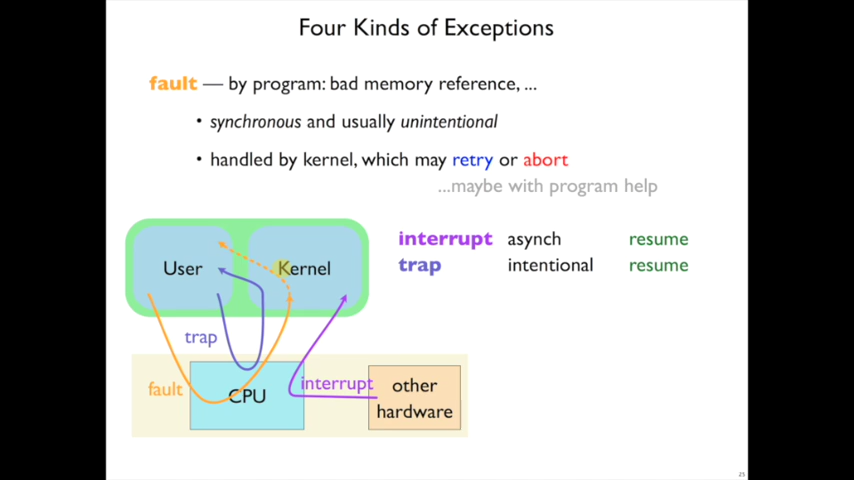 Four Kinds of Exceptions
fault — by program: bad memory reference, ...
• synchronous and usually unintentional
• handled by kernel, which may retry or abort
...maybe with program help
interrupt asynch resume
trap intentional resume
User Kernel
trap
fault
CPU
interrupt
other
hardware
25